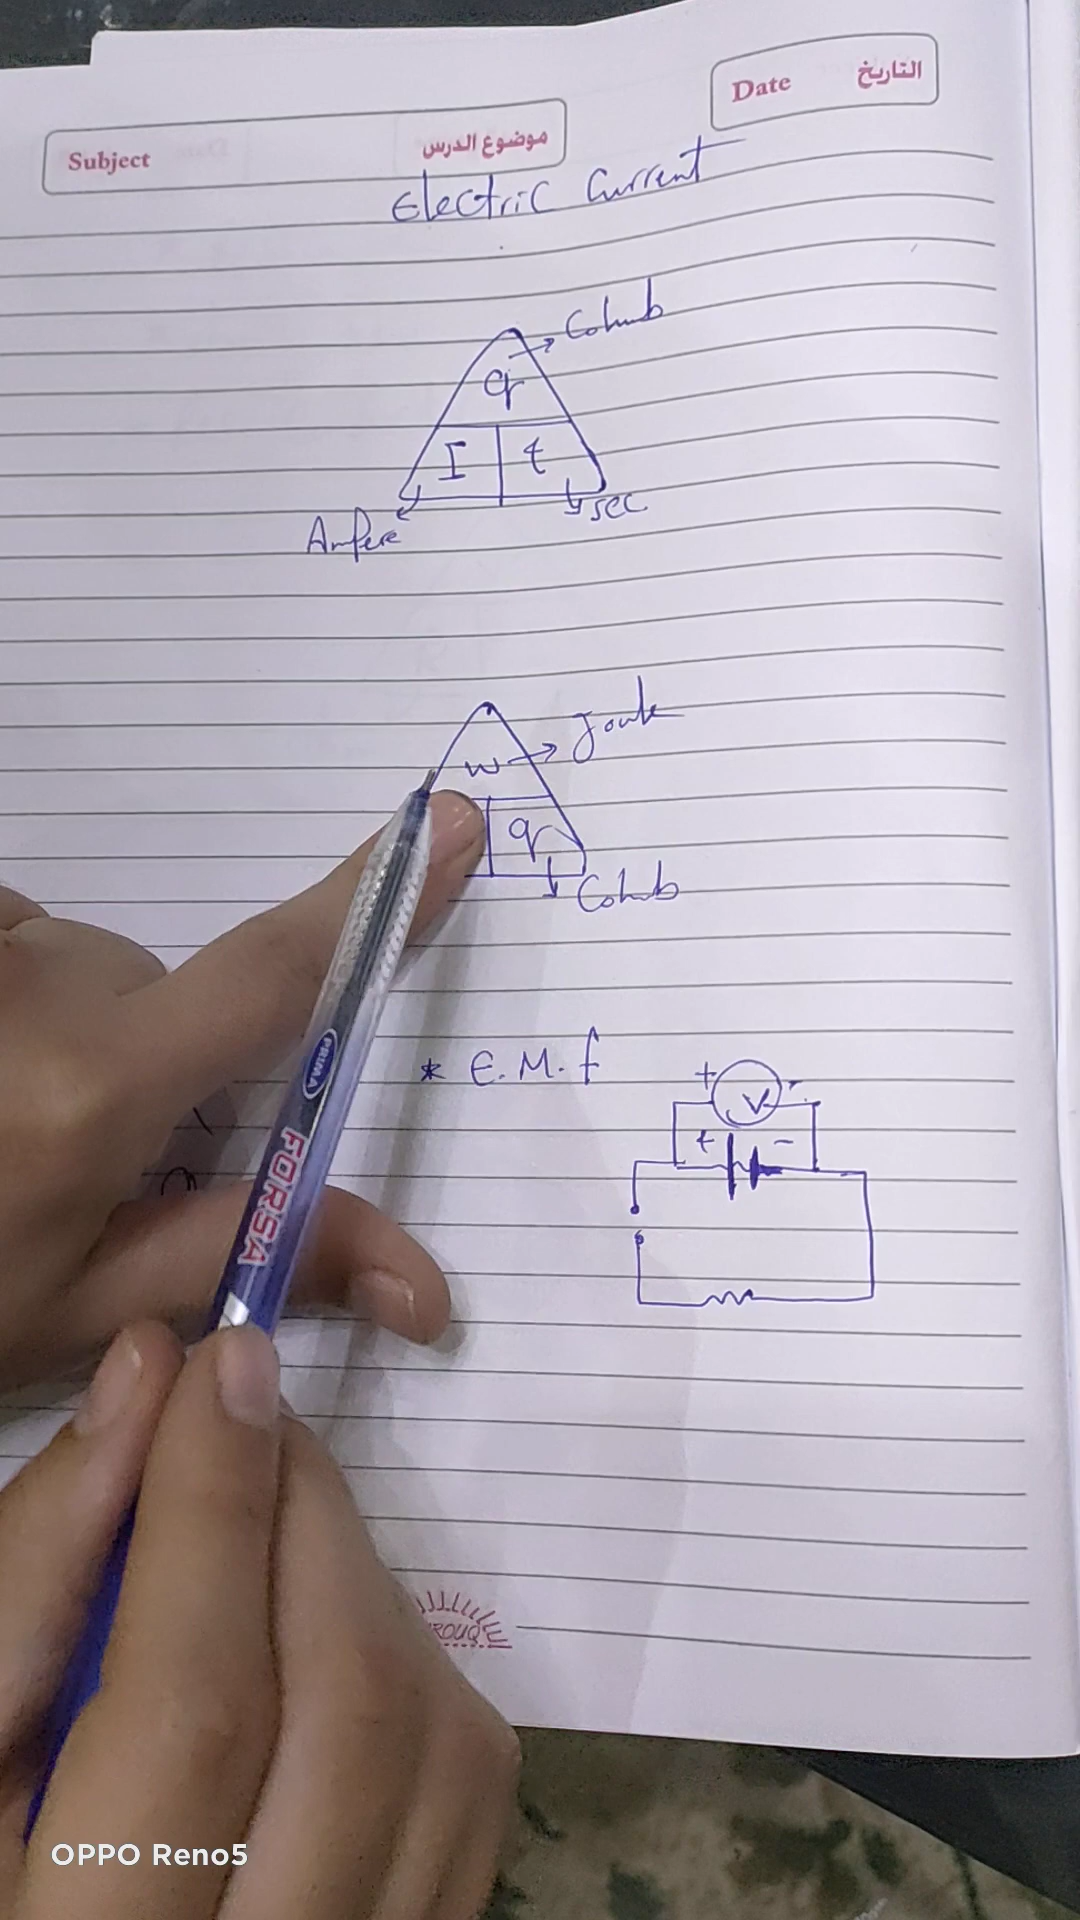 Date التاريخ
Subject موضوع الدرس
Electric Current
Columb
q
I t
Ampere sec
w Joule
q
Columb
* E.M.f
+ V -
+ -
PRIMA
FORSA
OPPO Reno5